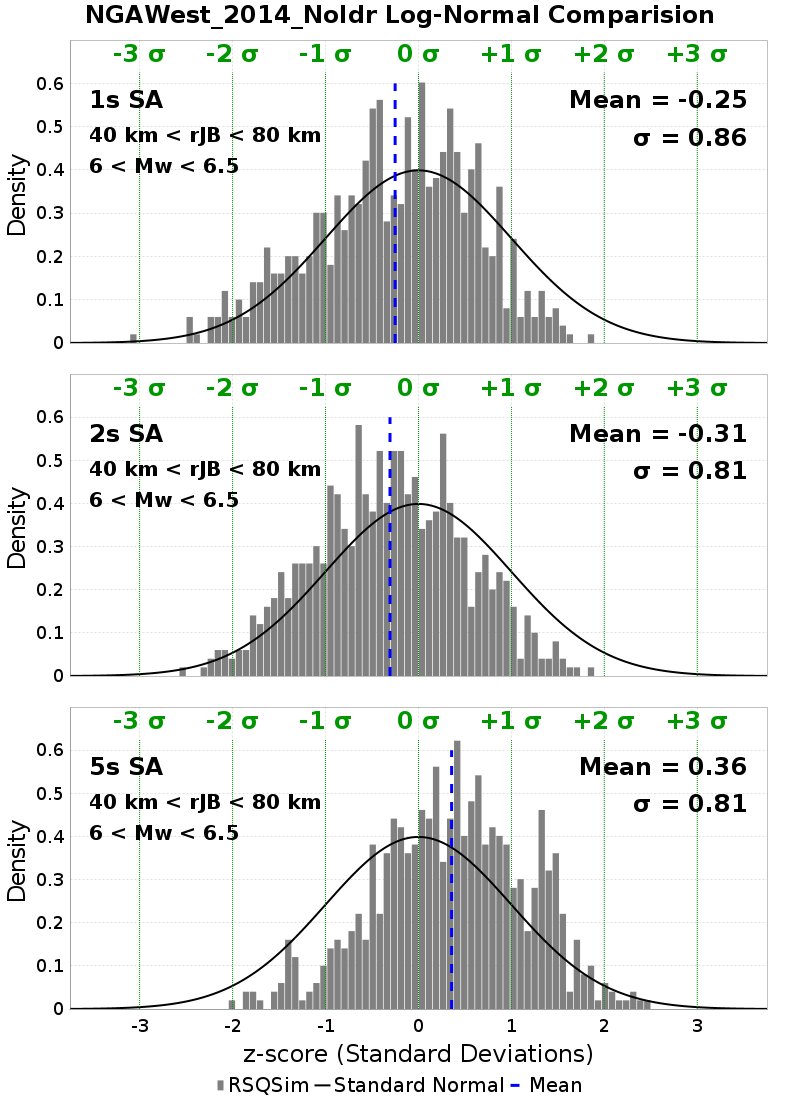 NGAWest_2014_NoIdr Log-Normal Comparision
-3 σ -2 σ -1 σ 0 σ +1 σ +2 σ +3 σ
1s SA
Mean = -0.25
40 km < rJB < 80 km
σ = 0.86
6 < Mw < 6.5
Density
0.6
0.5
0.4
0.3
0.2
0.1
0
-3 σ -2 σ -1 σ 0 σ +1 σ +2 σ +3 σ
2s SA
Mean = -0.31
40 km < rJB < 80 km
σ = 0.81
6 < Mw < 6.5
Density
0.6
0.5
0.4
0.3
0.2
0.1
0
-3 σ -2 σ -1 σ 0 σ +1 σ +2 σ +3 σ
5s SA
Mean = 0.36
40 km < rJB < 80 km
σ = 0.81
6 < Mw < 6.5
Density
0.6
0.5
0.4
0.3
0.2
0.1
0
-3 -2 -1 0 1 2 3
z-score (Standard Deviations)
RSQSim Standard Normal Mean